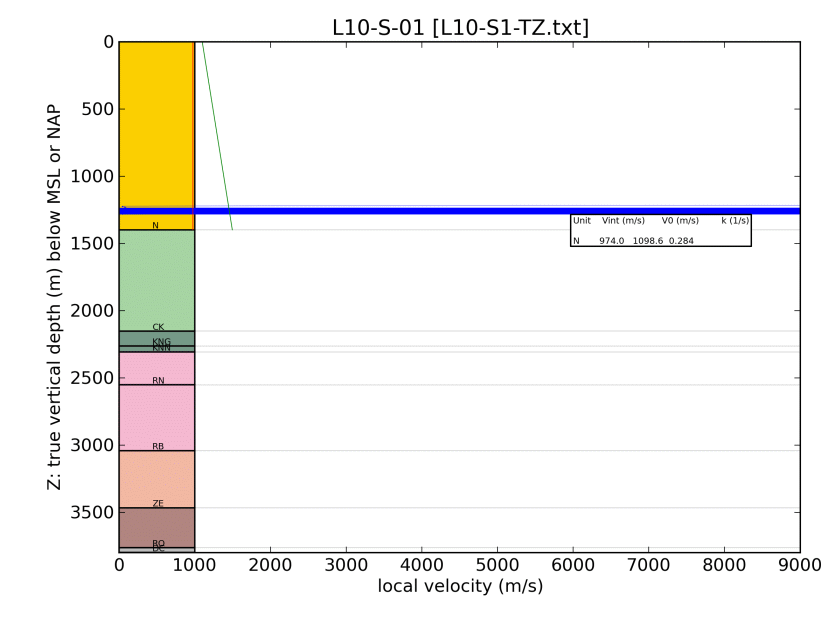 L10-S-01 [L10-S1-TZ.txt]
0
500
1000
1500
2000
2500
3000
3500
Z: true vertical depth (m) below MSL or NAP
N
CK
KNG
KNN
RN
RB
ZE
RO
DC
Unit Vint (m/s) V0 (m/s) k (1/s)
N 974.0 1098.6 0.284
0 1000 2000 3000 4000 5000 6000 7000 8000 9000
local velocity (m/s)